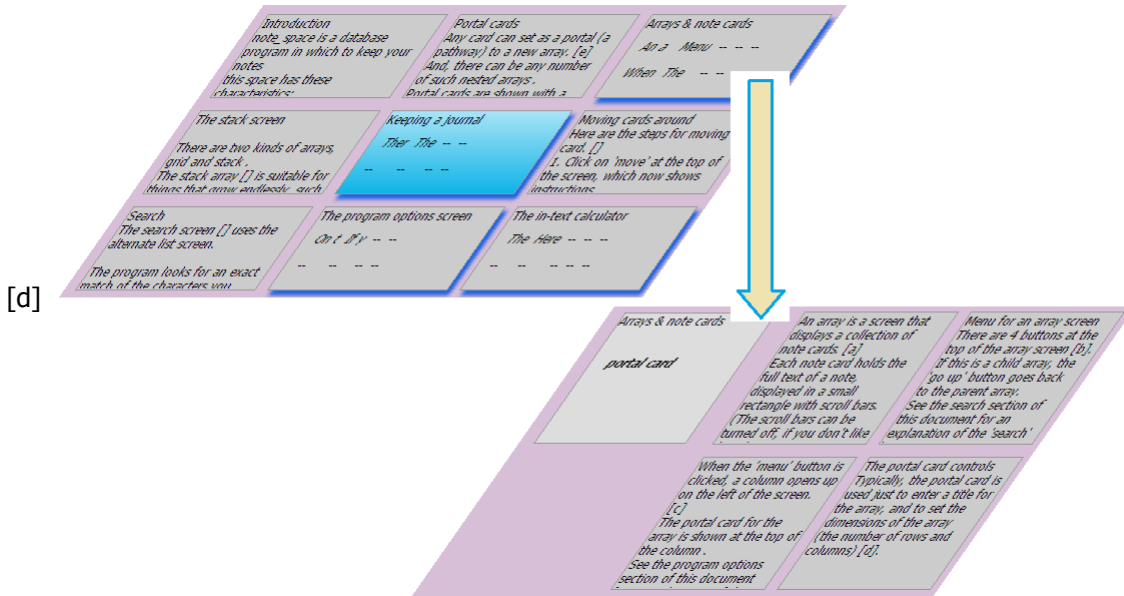 Introduction
note_space is a database
program in which to keep your
notes
this space has these
characteristics:
Portal cards
Any card can set as a portal (a
pathway) to a new array. [e]
And, there can be any number
of such nested arrays .
Portal cards are shown with a
Arrays & note cards
An a Menu -- -- --
When The -- --
The stack screen
There are two kinds of arrays,
grid and stack .
The stack array [] is suitable for
things that grow endlessly, such
Keeping a journal
Ther The -- --
-- -- -- --
Moving cards around
Here are the steps for moving
card. []
1. Click on 'move' at the top of
the screen, which now shows
instructions
Search
The search screen [] uses the
alternate list screen.
The program looks for an exact
match of the characters you
The program options screen
On t If y -- --
-- -- -- --
The in-text calculator
The Here -- -- --
-- -- -- -- --
[d]
Arrays & note cards
portal card
An array is a screen that
displays a collection of
note cards. [a]
Each note card holds the
full text of a note,
displayed in a small
rectangle with scroll bars.
(The scroll bars can be
turned off, if you don't like
Menu for an array screen
There are 4 buttons at the
top of the array screen [b].
If this is a child array, the
'go up' button goes back
to the parent array.
See the search section of
this document for an
explanation of the 'search'
When the 'menu' button is
clicked, a column opens up
on the left of the screen.
[c]
The portal card for the
array is shown at the top of
the column .
See the program options
section of this document
The portal card controls
Typically, the portal card is
used just to enter a title for
the array, and to set the
dimensions of the array
(the number of rows and
columns) [d].